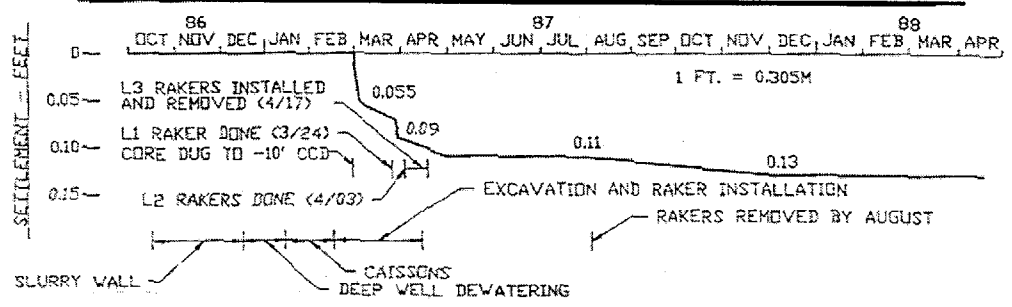 86 87 88
OCT NOV DEC JAN FEB MAR APR MAY JUN JUL AUG SEP OCT NOV DEC JAN FEB MAR APR
SETTLEMENT - FEET
0
0.05
0.10
0.15
1 FT. = 0.305M
L3 RAKERS INSTALLED
AND REMOVED (4/17)
0.055
L1 RAKER DONE (3/24)
0.09
CORE DUG TO -10' CCD
0.11
0.13
L2 RAKERS DONE (4/03)
EXCAVATION AND RAKER INSTALLATION
RAKERS REMOVED BY AUGUST
SLURRY WALL
CAISSONS
DEEP WELL DEWATERING